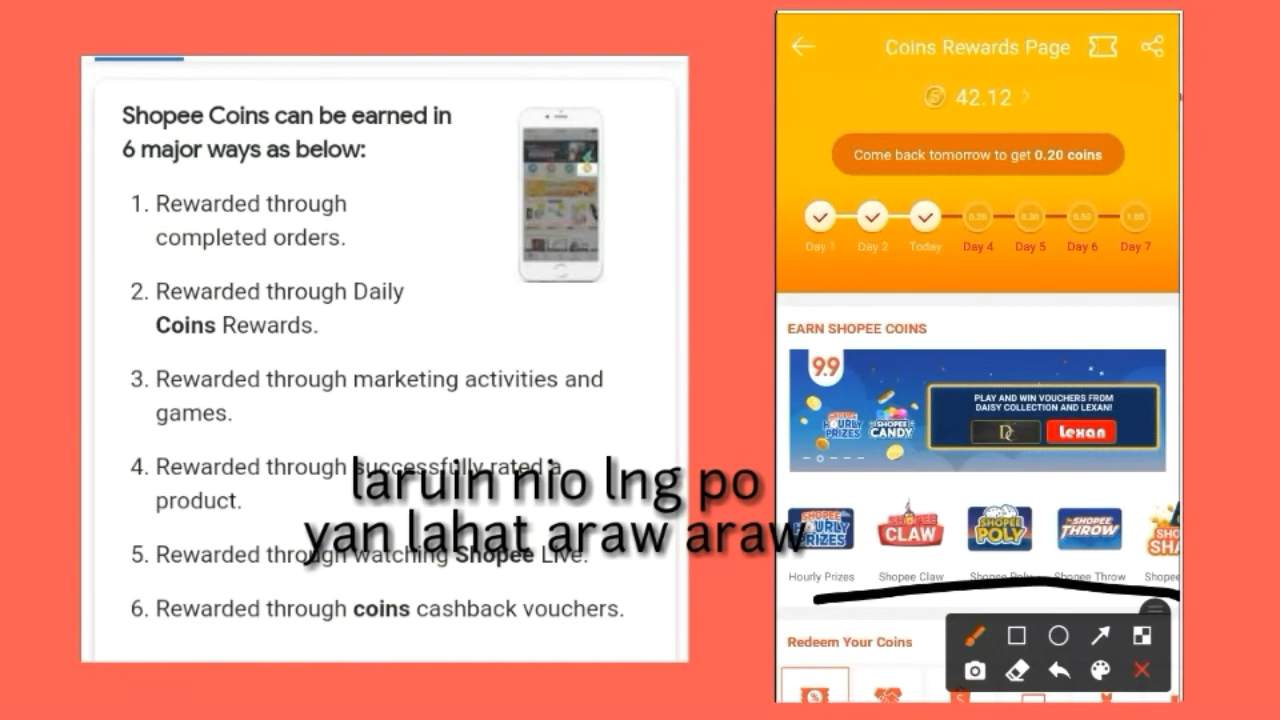 Shopee Coins can be earned in
6 major ways as below:
1. Rewarded through
completed orders.
2. Rewarded through Daily
Coins Rewards.
3. Rewarded through marketing activities and
games.
4. Rewarded through successfully rated a
product.
5. Rewarded through watching Shopee Live.
6. Rewarded through coins cashback vouchers.
laruin nio lng po
yan lahat araw araw
Coins Rewards Page
42.12
Come back tomorrow to get 0.20 coins
0.20 0.30 0.50 1.00
Day 1 Day 2 Today Day 4 Day 5 Day 6 Day 7
EARN SHOPEE COINS
9.9
PLAY AND WIN VOUCHERS FROM
DAISY COLLECTION AND LEXAN!
SHOPEE HOURLY PRIZES
SHOPEE CANDY
DC
Lexan
SHOPEE HOURLY PRIZES
SHOPEE CLAW
SHOPEE POLY
SHOPEE THROW
SHA
Hourly Prizes Shopee Claw Shopee Poly Shopee Throw Shopee
Redeem Your Coins